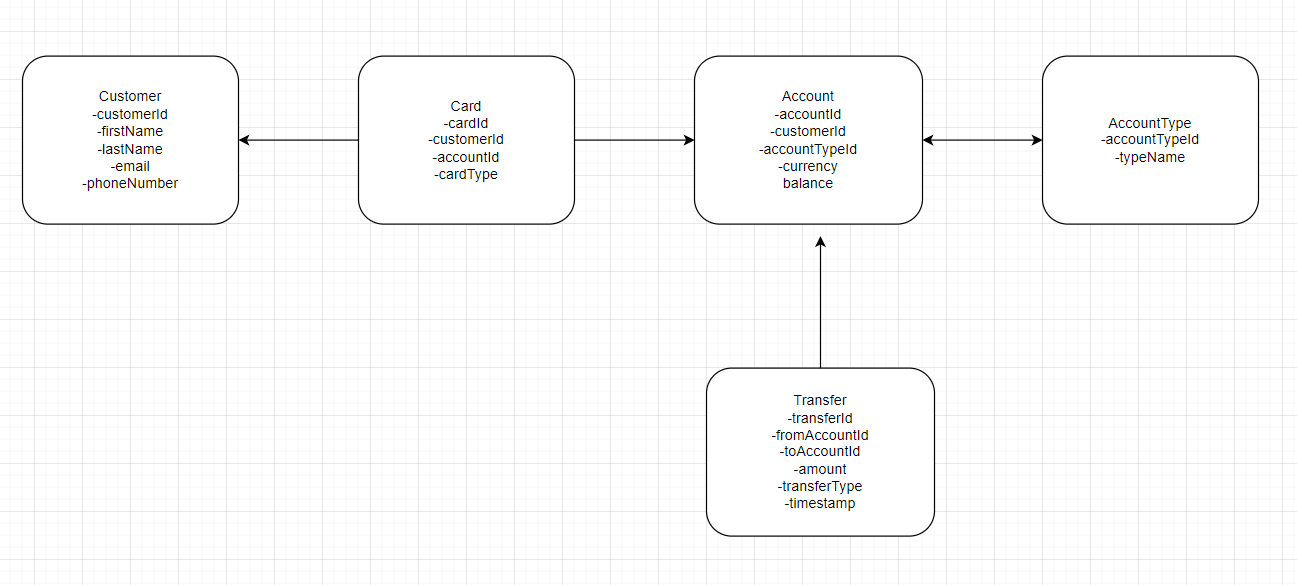 Customer
-customerId
-firstName
-lastName
-email
-phoneNumber
Card
-cardId
-customerId
-accountId
-cardType
Account
-accountId
-customerId
-accountTypeId
-currency
balance
AccountType
-accountTypeId
-typeName
Transfer
-transferId
-fromAccountId
-toAccountId
-amount
-transferType
-timestamp